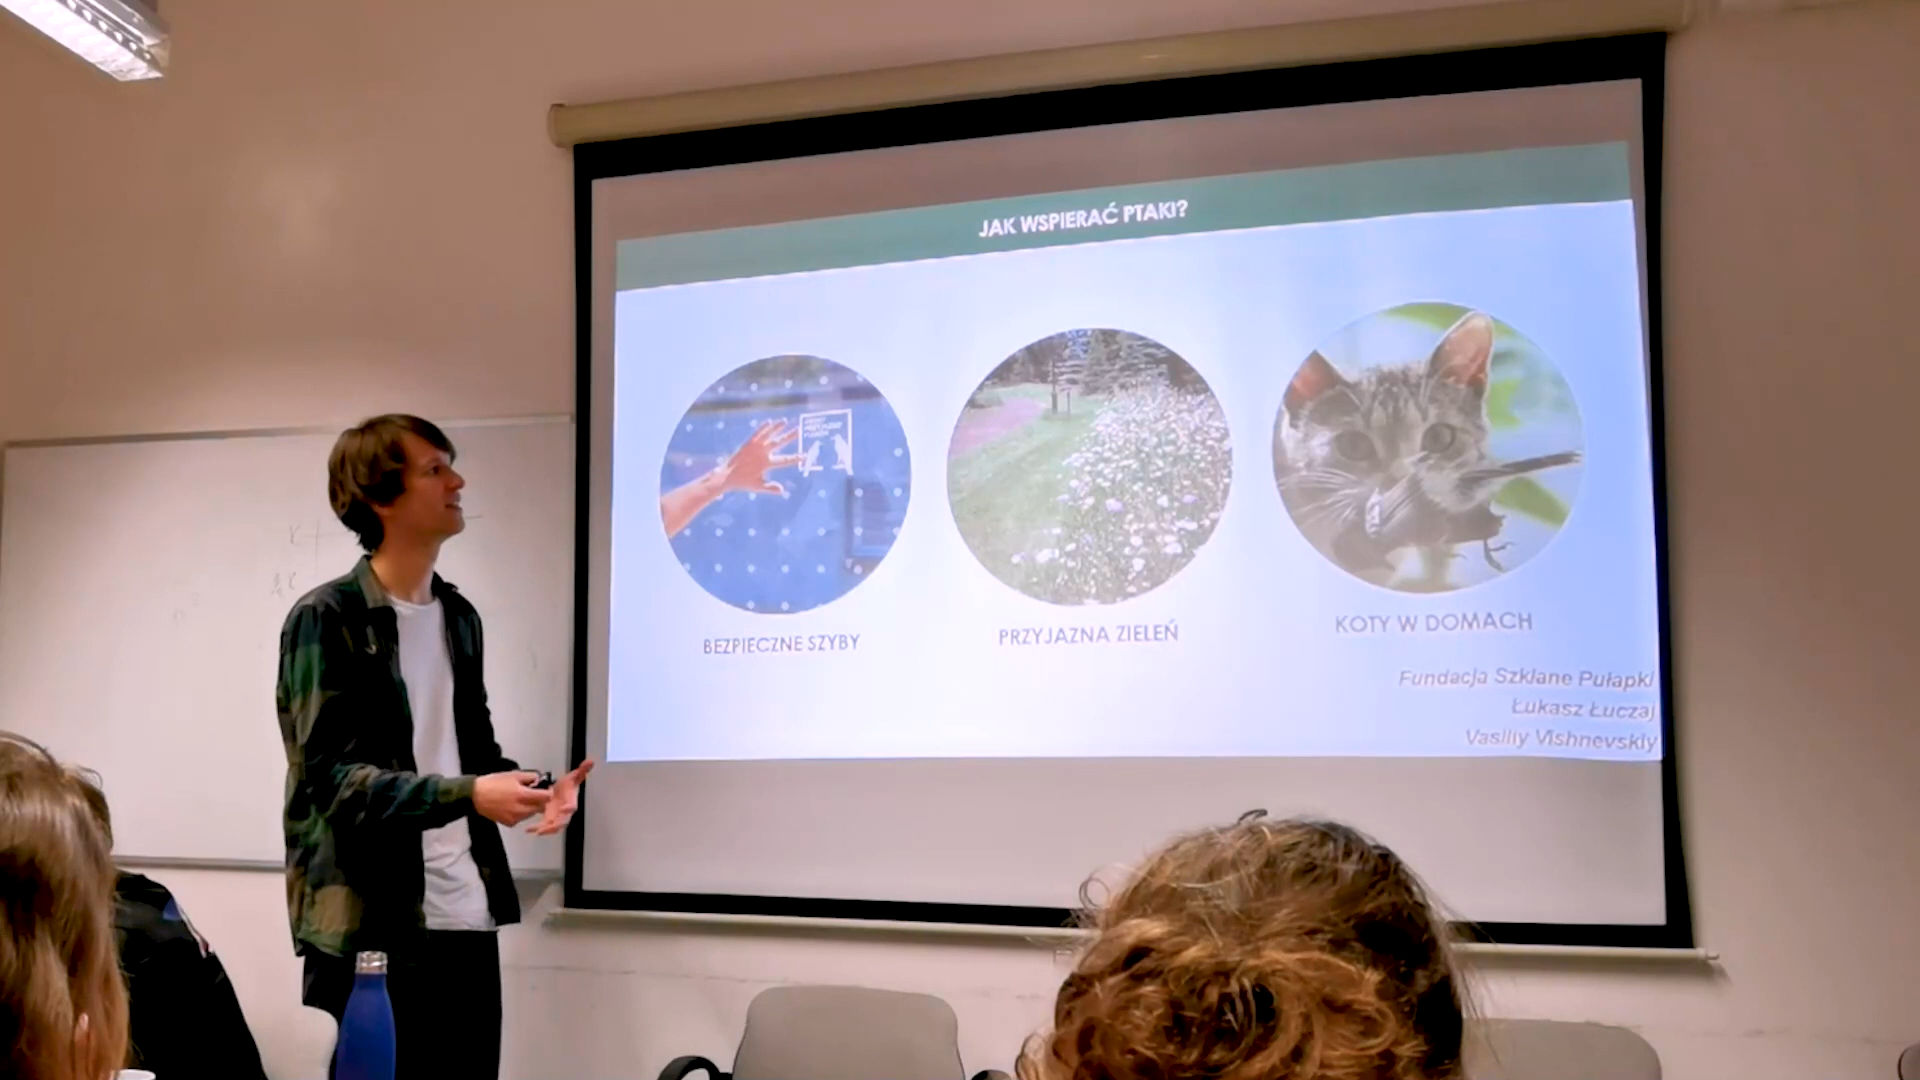 JAK WSPIERAĆ PTAKI?
BEZPIECZNE SZYBY
PRZYJAZNA ZIELEŃ
KOTY W DOMACH
Fundacja Szklane Pułapki
Łukasz Łuczaj
Vasiliy Vishnevskiy